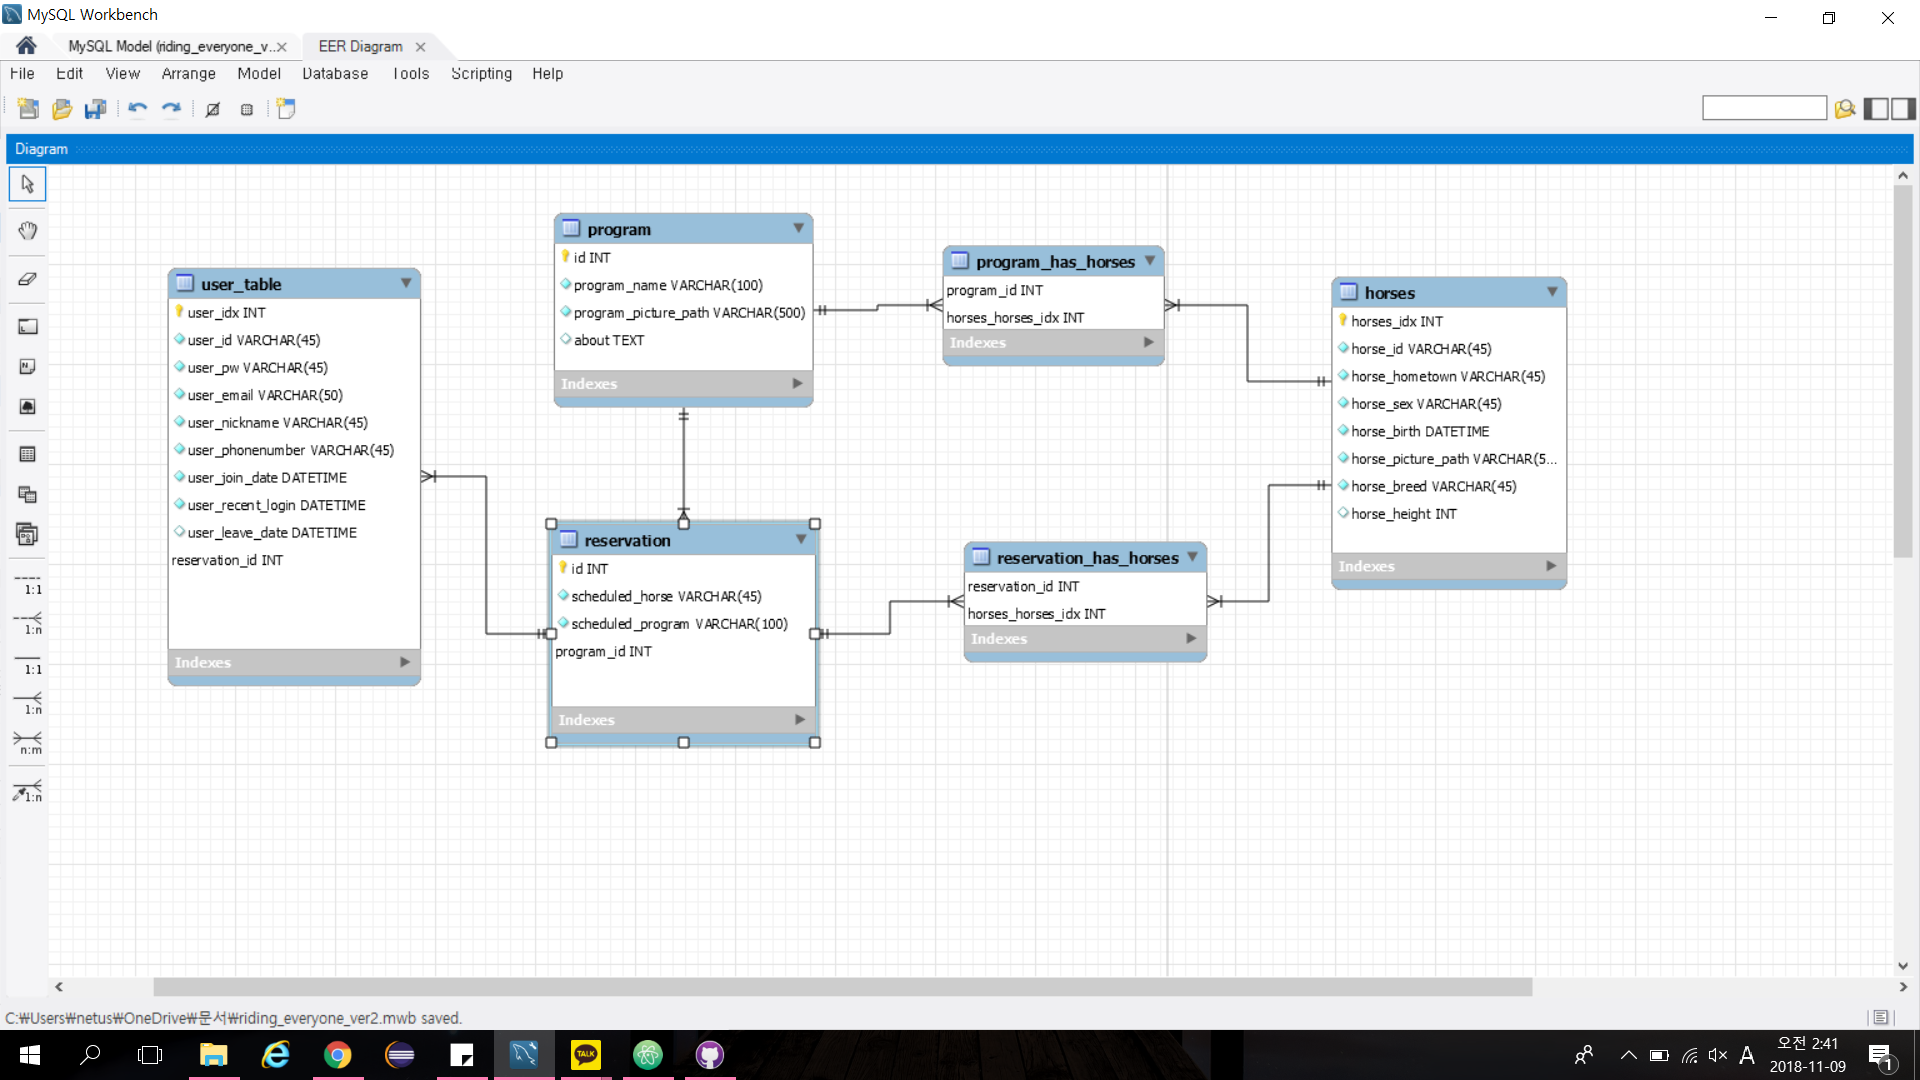 MySQL Workbench
MySQL Model (riding_everyone_v...
EER Diagram
File Edit View Arrange Model Database Tools Scripting Help
Diagram
program
id INT
program_name VARCHAR(100)
program_picture_path VARCHAR(500)
about TEXT
Indexes
program_has_horses
program_id INT
horses_horses_idx INT
Indexes
user_table
user_idx INT
user_id VARCHAR(45)
user_pw VARCHAR(45)
user_email VARCHAR(50)
user_nickname VARCHAR(45)
user_phonenumber VARCHAR(45)
user_join_date DATETIME
user_recent_login DATETIME
user_leave_date DATETIME
reservation_id INT
Indexes
horses
horses_idx INT
horse_id VARCHAR(45)
horse_hometown VARCHAR(45)
horse_sex VARCHAR(45)
horse_birth DATETIME
horse_picture_path VARCHAR(5...
horse_breed VARCHAR(45)
horse_height INT
Indexes
reservation
id INT
scheduled_horse VARCHAR(45)
scheduled_program VARCHAR(100)
program_id INT
Indexes
reservation_has_horses
reservation_id INT
horses_horses_idx INT
Indexes
1:1
1:n
1:1
1:n
n:m
1:n
C:₩Users₩netus₩OneDrive₩문서₩riding_everyone_ver2.mwb saved.
TALK
A
오전 2:41
2018-11-09
1